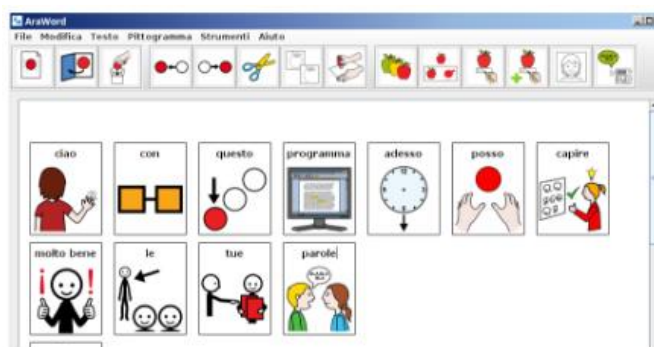 AraWord
File Modifica Testo Pittogramma Strumenti Aiuto
ciao con questo programma adesso posso capire
molto bene le tue parole